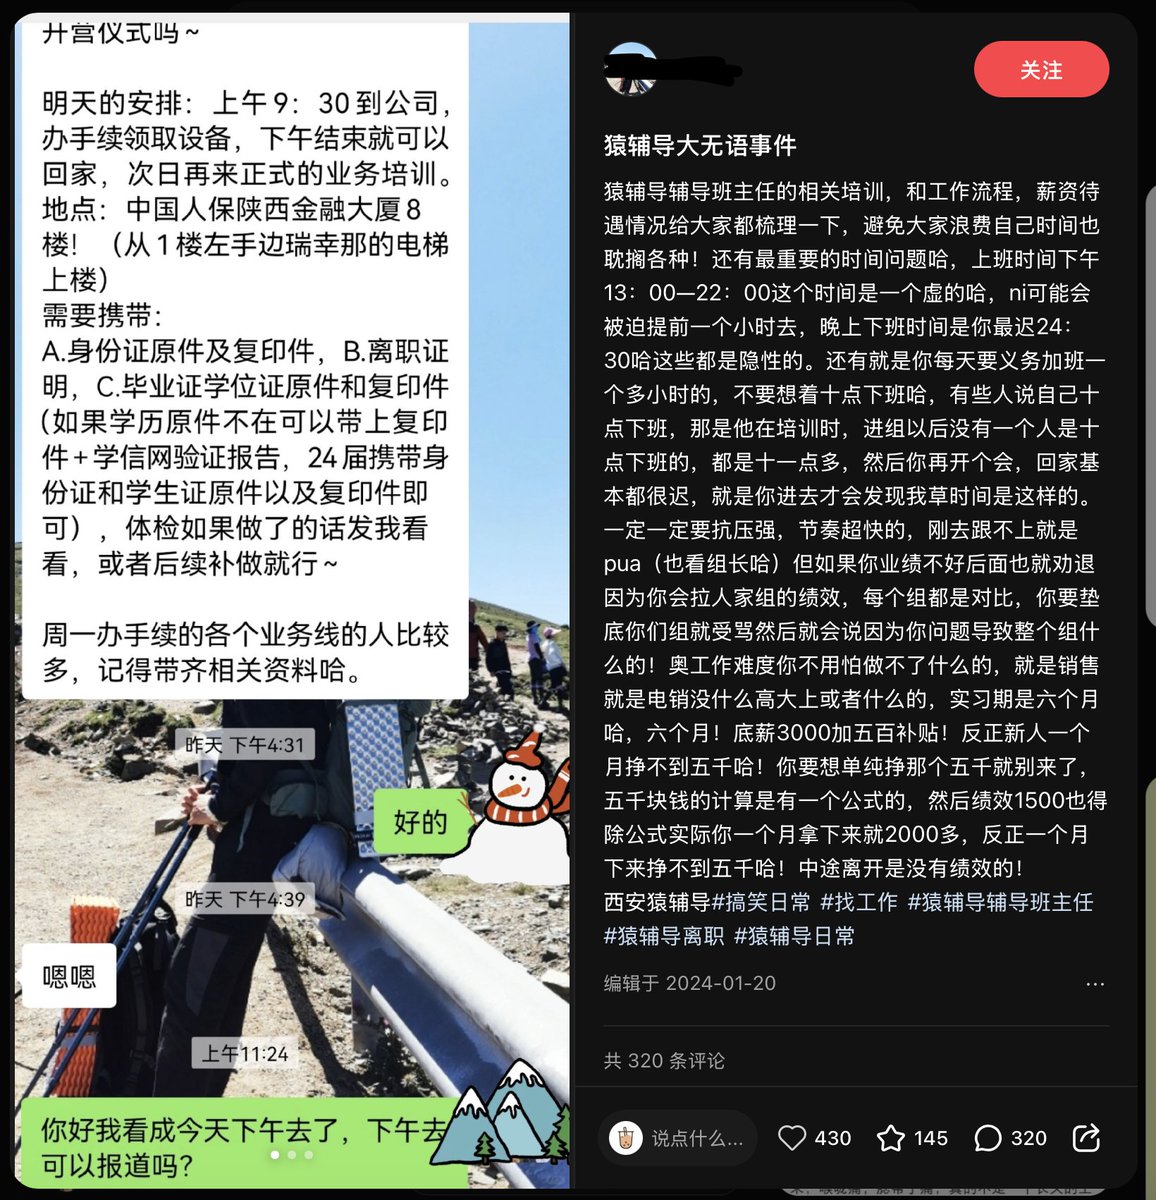 开营仪式吗~
明天的安排：上午9：30到公司，
办手续领取设备，下午结束就可以
回家，次日再来正式的业务培训。
地点：中国人保陕西金融大厦8
楼！（从1楼左手边瑞幸那的电梯
上楼）
需要携带：
A.身份证原件及复印件，B.离职证
明，C.毕业证学位证原件和复印件
(如果学历原件不在可以带上复印
件+学信网验证报告，24届携带身
份证和学生证原件以及复印件即
可），体检如果做了的话发我看
看，或者后续补做就行~
周一办手续的各个业务线的人比较
多，记得带齐相关资料哈。
昨天 下午4:31
好的
昨天 下午4:39
嗯嗯
上午11:24
你好我看成今天下午去了，下午去
可以报道吗?
关注
猿辅导大无语事件
猿辅导辅导班主任的相关培训，和工作流程，薪资待
遇情况给大家都梳理一下，避免大家浪费自己时间也
耽搁各种！还有最重要的时间问题哈，上班时间下午
13：00—22：00这个时间是一个虚的哈，ni可能会
被迫提前一个小时去，晚上下班时间是你最迟24：
30哈这些都是隐性的。还有就是你每天要义务加班一
个多小时的，不要想着十点下班哈，有些人说自己十
点下班，那是他在培训时，进组以后没有一个人是十
点下班的，都是十一点多，然后你再开个会，回家基
本都很迟，就是你进去才会发现我草时间是这样的。
一定一定要抗压强，节奏超快的，刚去跟不上就是
pua（也看组长哈）但如果你业绩不好后面也就劝退
因为你会拉人家组的绩效，每个组都是对比，你要垫
底你们组就受骂然后就会说因为你问题导致整个组什
么的！奥工作难度你不用怕做不了什么的，就是销售
就是电销没什么高大上或者什么的，实习期是六个月
哈，六个月！底薪3000加五百补贴！反正新人一个
月挣不到五千哈！你要想单纯挣那个五千就别来了，
五千块钱的计算是有一个公式的，然后绩效1500也得
除公式实际你一个月拿下来就2000多，反正一个月
下来挣不到五千哈！中途离开是没有绩效的！
西安猿辅导#搞笑日常 #找工作 #猿辅导辅导班主任
#猿辅导离职 #猿辅导日常
编辑于 2024-01-20
共 320 条评论
说点什么...
430
145
320